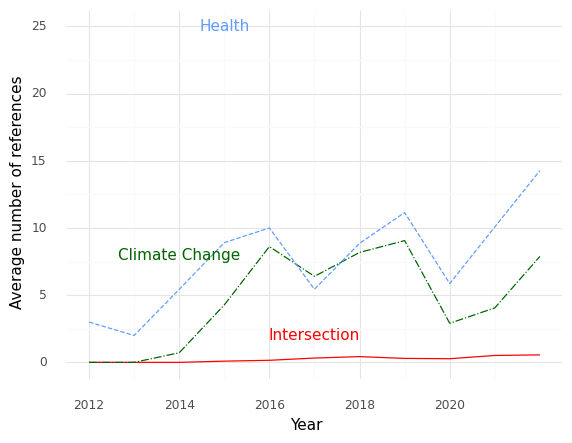 Health
25
20
15
10
5
0
Average number of references
Climate Change
Intersection
2012 2014 2016 2018 2020
Year